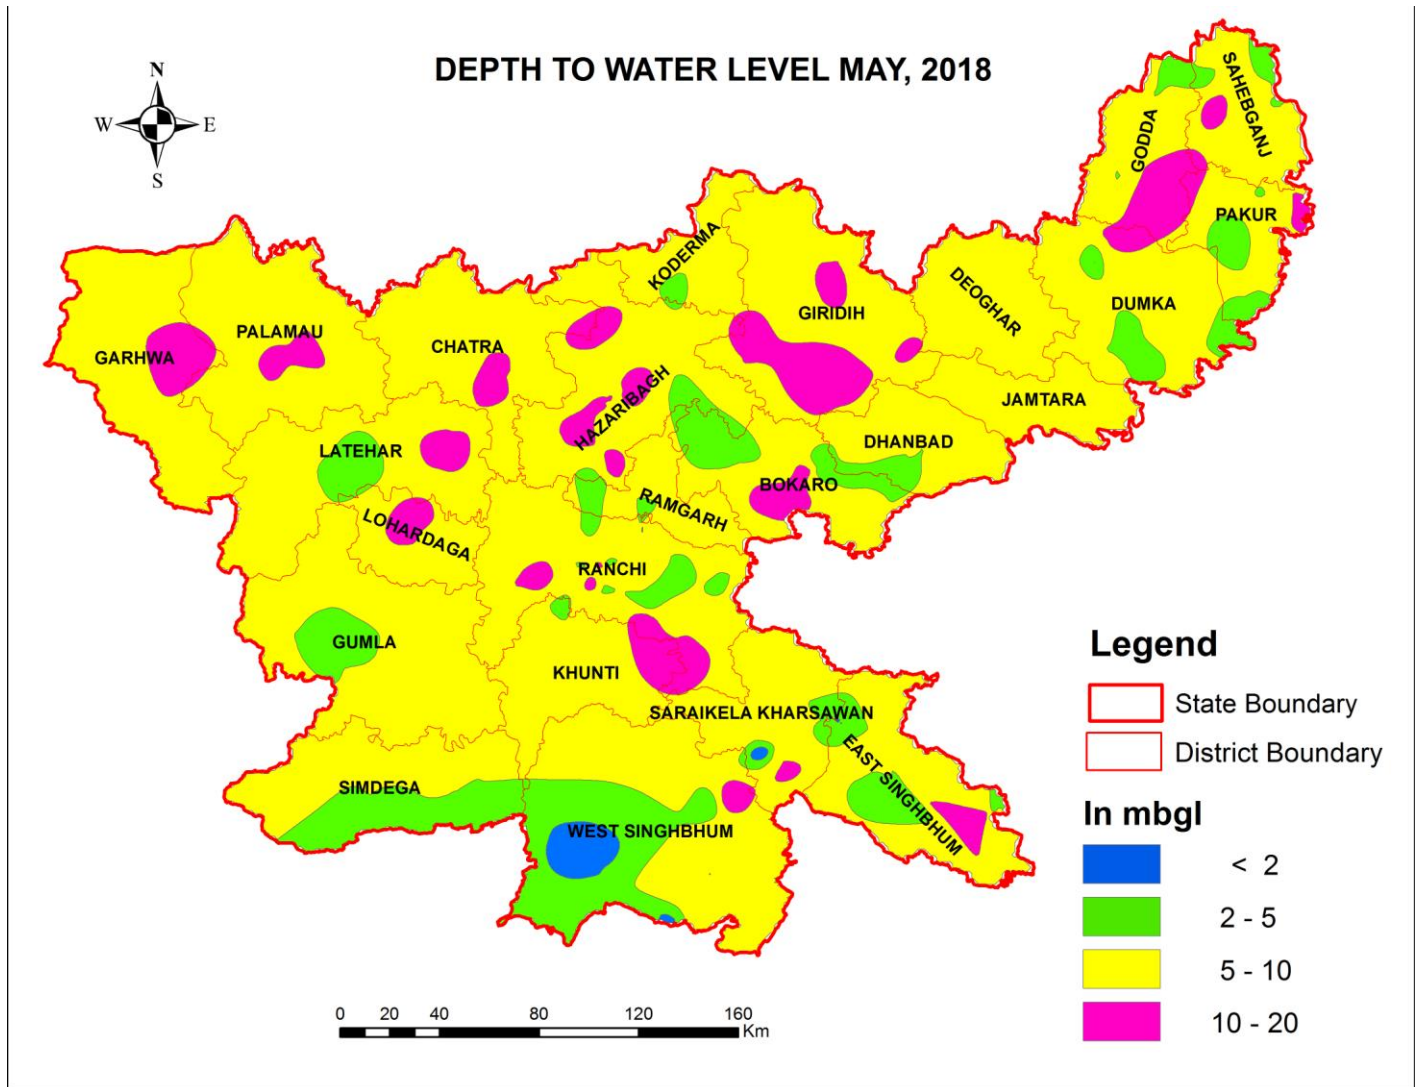 DEPTH TO WATER LEVEL MAY, 2018
N
W
E
S
SAHEBGANJ
GODDA
PAKUR
KODERMA
DEOGHAR
GIRIDIH
DUMKA
PALAMAU
GARHWA
CHATRA
JAMTARA
HAZARIBAGH
DHANBAD
LATEHAR
BOKARO
RAMGARH
LOHARDAGA
RANCHI
GUMLA
KHUNTI
SARAIKELA KHARSAWAN
EAST SINGHBHUM
SIMDEGA
WEST SINGHBHUM
Legend
State Boundary
District Boundary
In mbgl
< 2
2 - 5
5 - 10
10 - 20
0 20 40 80 120 160
Km